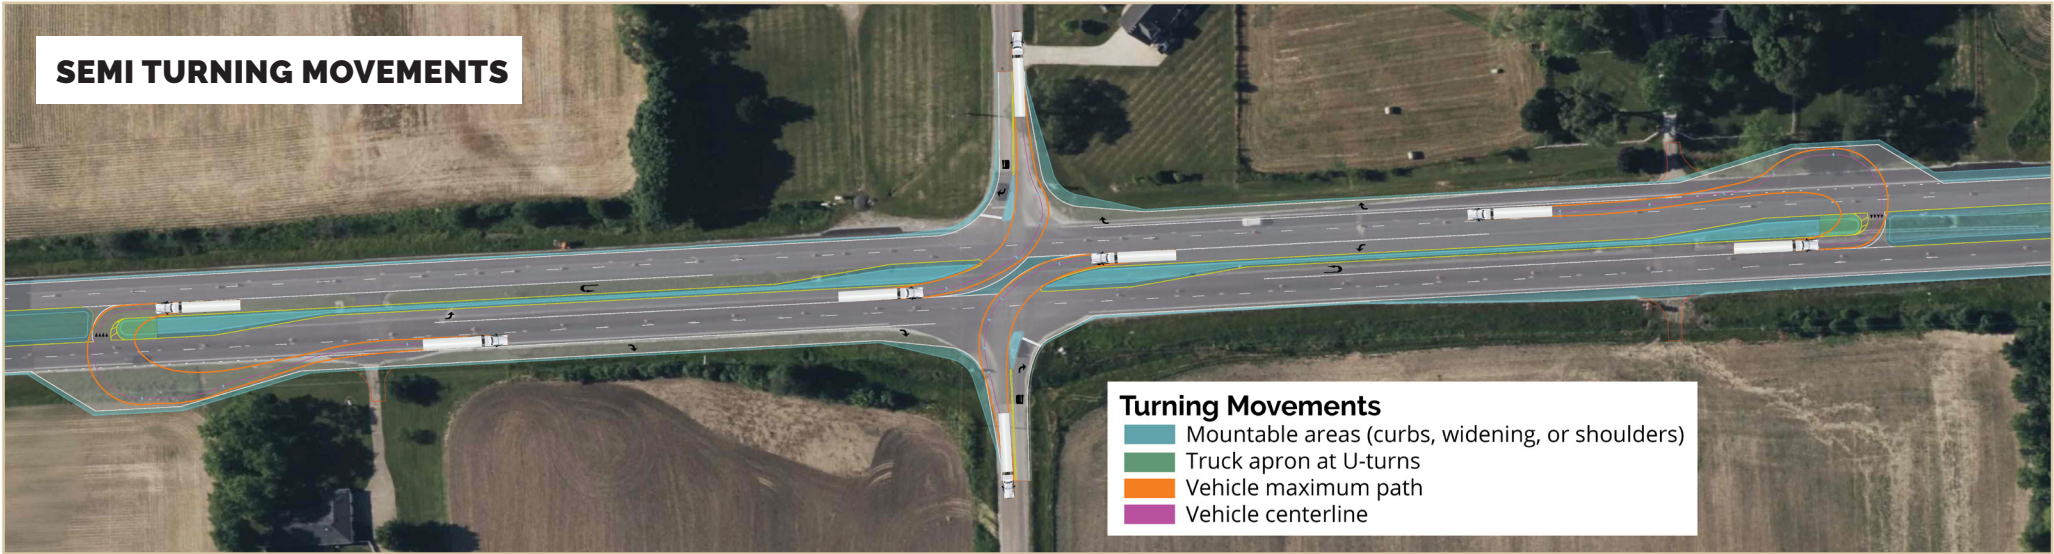 SEMI TURNING MOVEMENTS
Turning Movements
Mountable areas (curbs, widening, or shoulders)
Truck apron at U-turns
Vehicle maximum path
Vehicle centerline